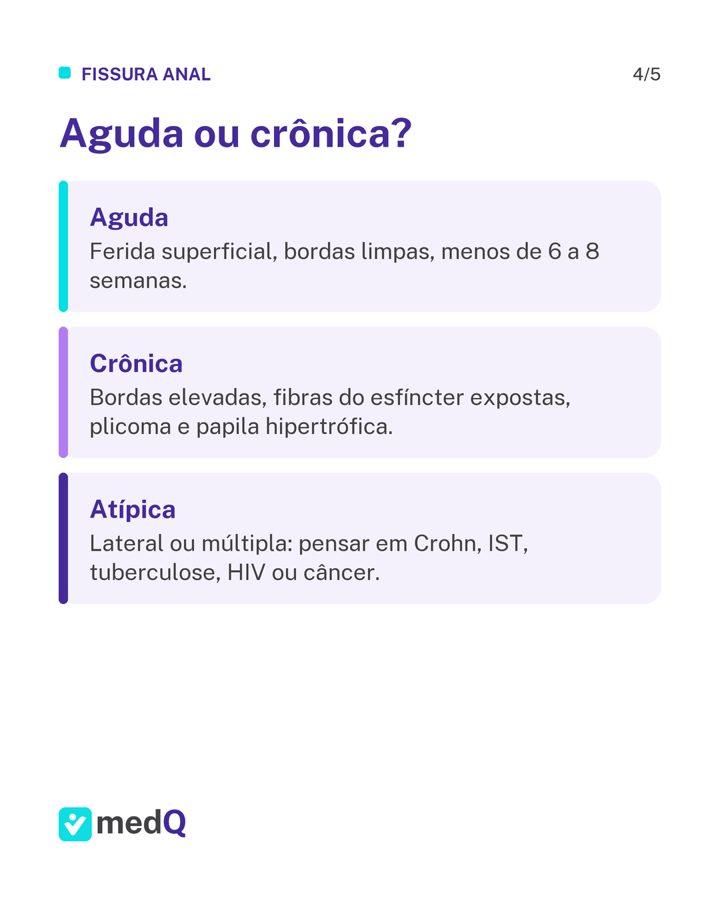 FISSURA ANAL
4/5
Aguda ou crônica?
Aguda
Ferida superficial, bordas limpas, menos de 6 a 8
semanas.
Crônica
Bordas elevadas, fibras do esfíncter expostas,
plicoma e papila hipertrófica.
Atípica
Lateral ou múltipla: pensar em Crohn, IST,
tuberculose, HIV ou câncer.
medQ